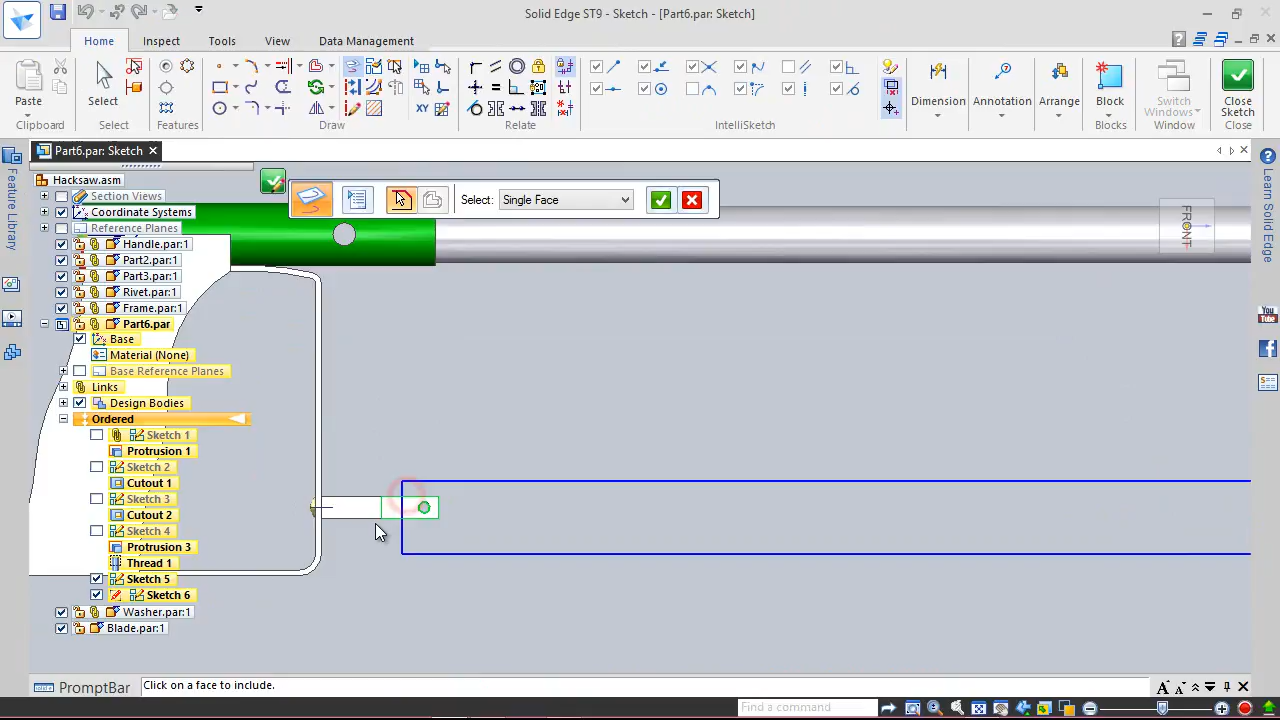 Solid Edge ST9 - Sketch - [Part6.par: Sketch]
Home Inspect Tools View Data Management
Paste Select Dimension Annotation Arrange Block Switch Windows Close Sketch
Clipboard Select Features Draw Relate IntelliSketch Blocks Window Close
Part6.par: Sketch
Hacksaw.asm
Section Views
Coordinate Systems
Reference Planes
Handle.par:1
Part2.par:1
Part3.par:1
Rivet.par:1
Frame.par:1
Part6.par
Base
Material (None)
Base Reference Planes
Links
Design Bodies
Ordered
Sketch 1
Protrusion 1
Sketch 2
Cutout 1
Sketch 3
Cutout 2
Sketch 4
Protrusion 3
Thread 1
Sketch 5
Sketch 6
Washer.par:1
Blade.par:1
Select: Single Face
FRONT
Feature Library
Learn Solid Edge
You Tube
PromptBar Click on a face to include.
Find a command